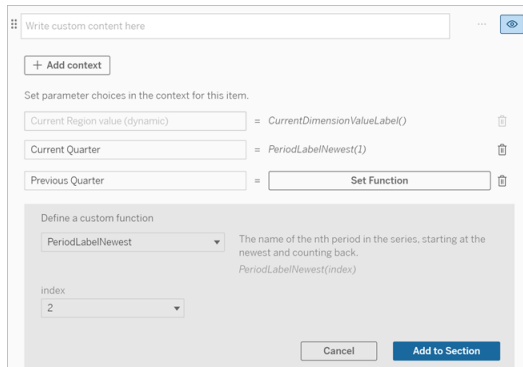 Write custom content here
+ Add context
Set parameter choices in the context for this item.
Current Region value (dynamic) = CurrentDimensionValueLabel()
Current Quarter = PeriodLabelNewest(1)
Previous Quarter = Set Function
Define a custom function
PeriodLabelNewest
The name of the nth period in the series, starting at the
newest and counting back.
PeriodLabelNewest(index)
index
2
Cancel Add to Section